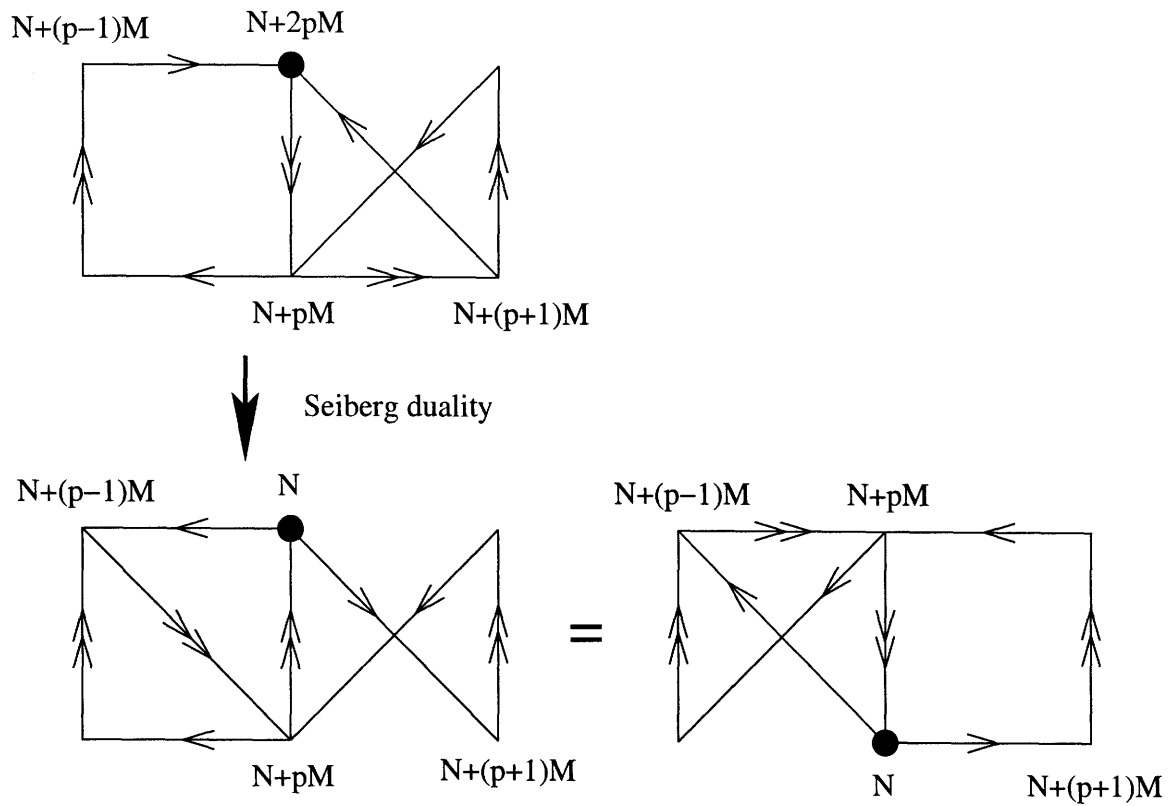 N+(p−1)M
N+2pM
N+pM
N+(p+1)M
Seiberg duality
N+(p−1)M
N
N+pM
N+(p+1)M
=
N+(p−1)M
N+pM
N
N+(p+1)M